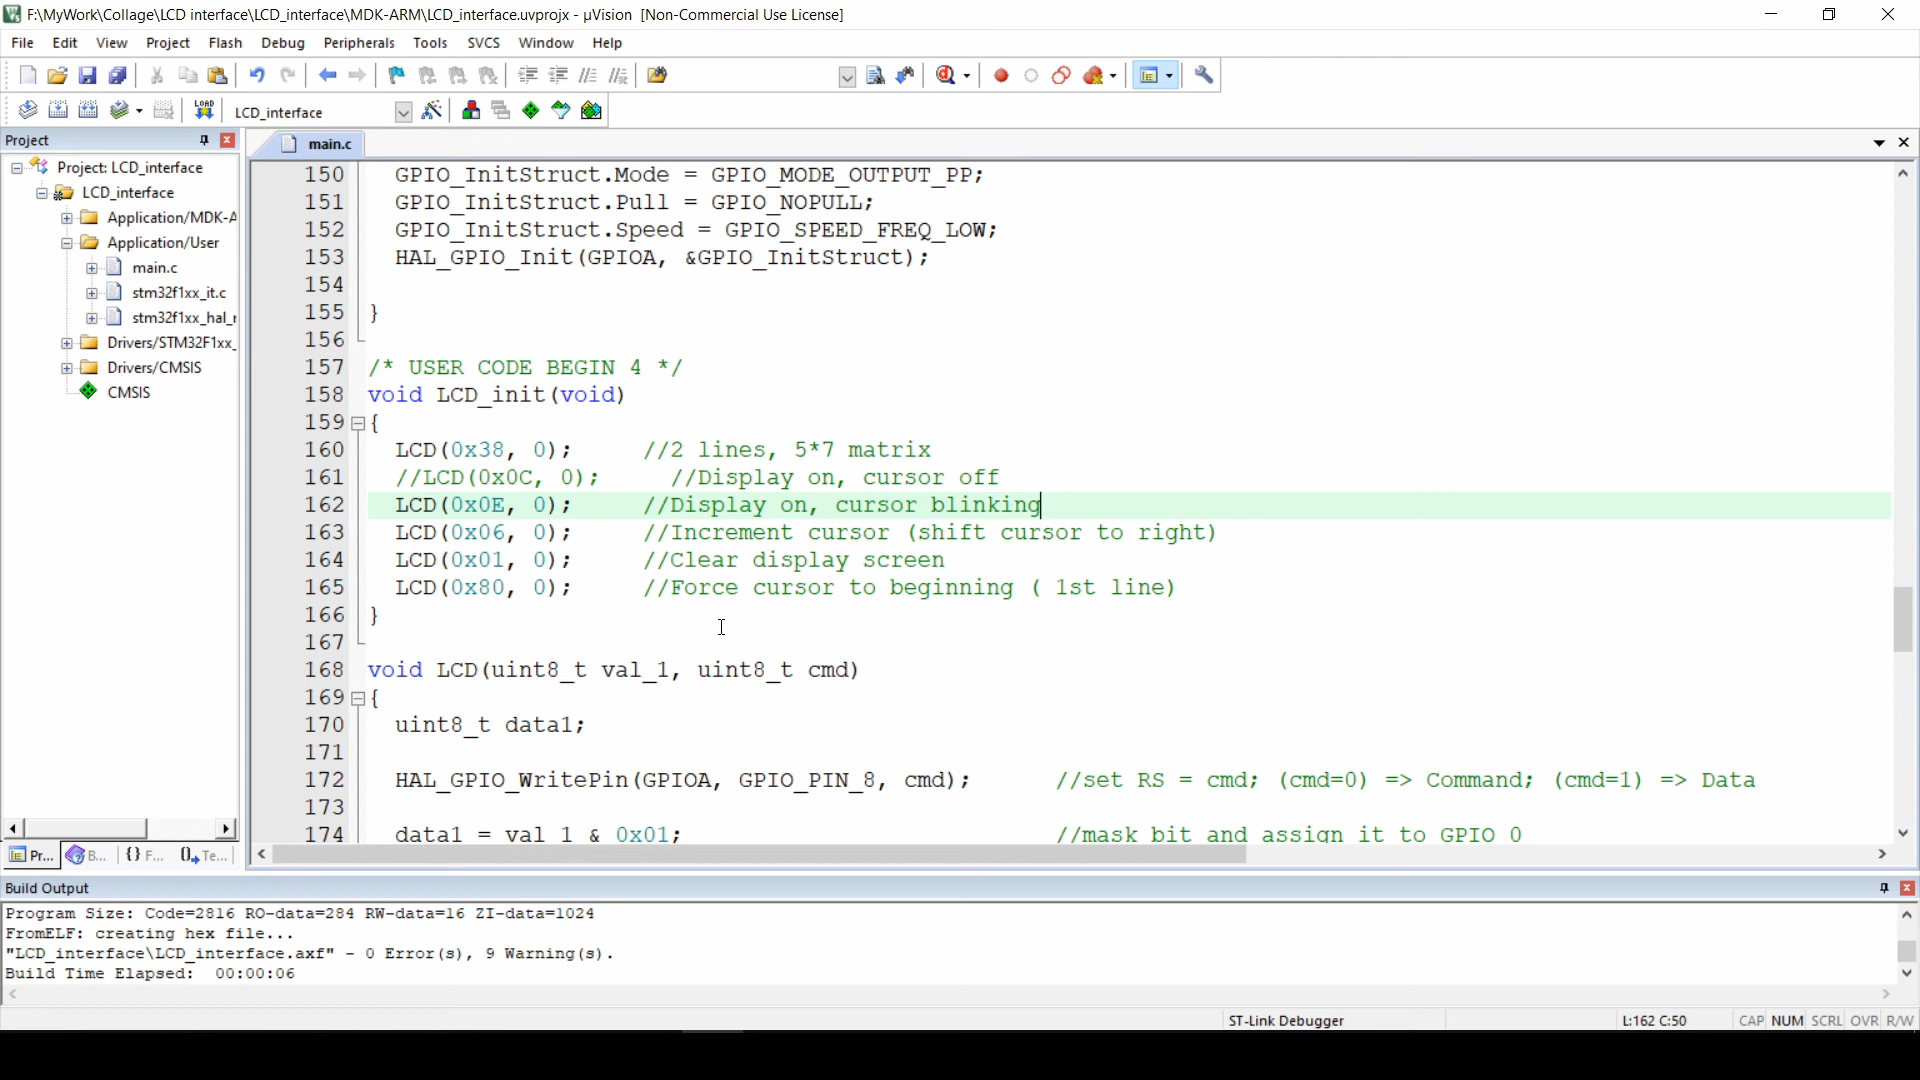 F:\MyWork\Collage\LCD interface\LCD_interface\MDK-ARM\LCD_interface.uvprojx - µVision [Non-Commercial Use License]
File Edit View Project Flash Debug Peripherals Tools SVCS Window Help
LOAD LCD_interface
Project
Project: LCD_interface
LCD_interface
Application/MDK-A
Application/User
main.c
stm32f1xx_it.c
stm32f1xx_hal_r
Drivers/STM32F1xx_
Drivers/CMSIS
CMSIS
Pr... B... {} F... Te...
main.c
150 GPIO_InitStruct.Mode = GPIO_MODE_OUTPUT_PP;
151 GPIO_InitStruct.Pull = GPIO_NOPULL;
152 GPIO_InitStruct.Speed = GPIO_SPEED_FREQ_LOW;
153 HAL_GPIO_Init(GPIOA, &GPIO_InitStruct);
154
155 }
156
157 /* USER CODE BEGIN 4 */
158 void LCD_init(void)
159 {
160 LCD(0x38, 0); //2 lines, 5*7 matrix
161 //LCD(0x0C, 0); //Display on, cursor off
162 LCD(0x0E, 0); //Display on, cursor blinking
163 LCD(0x06, 0); //Increment cursor (shift cursor to right)
164 LCD(0x01, 0); //Clear display screen
165 LCD(0x80, 0); //Force cursor to beginning ( 1st line)
166 }
167
168 void LCD(uint8_t val_1, uint8_t cmd)
169 {
170 uint8_t data1;
171
172 HAL_GPIO_WritePin(GPIOA, GPIO_PIN_8, cmd); //set RS = cmd; (cmd=0) => Command; (cmd=1) => Data
173
174 data1 = val_1 & 0x01; //mask bit and assign it to GPIO 0
Build Output
Program Size: Code=2816 RO-data=284 RW-data=16 ZI-data=1024
FromELF: creating hex file...
"LCD_interface\LCD_interface.axf" - 0 Error(s), 9 Warning(s).
Build Time Elapsed: 00:00:06
ST-Link Debugger L:162 C:50 CAP NUM SCRL OVR R/W